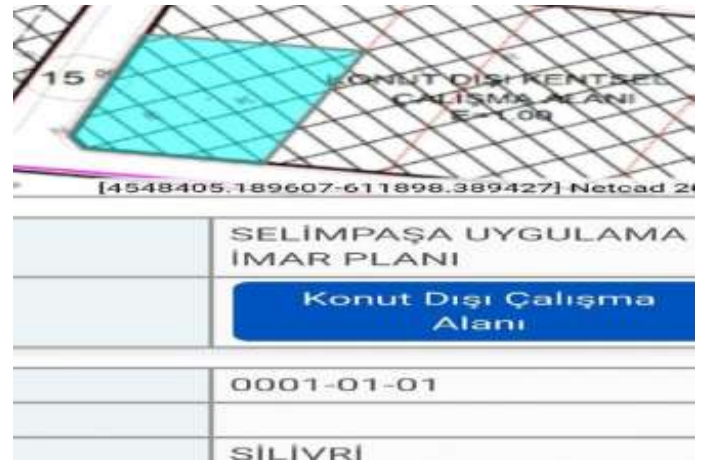 15
KONUT DIŞI KENTSEL
ÇALIŞMA ALANI
E=1.00
[4548405.189607-611898.389427] Netcad 20
SELİMPAŞA UYGULAMA
İMAR PLANI
Konut Dışı Çalışma
Alanı
0001-01-01
SİLİVRİ